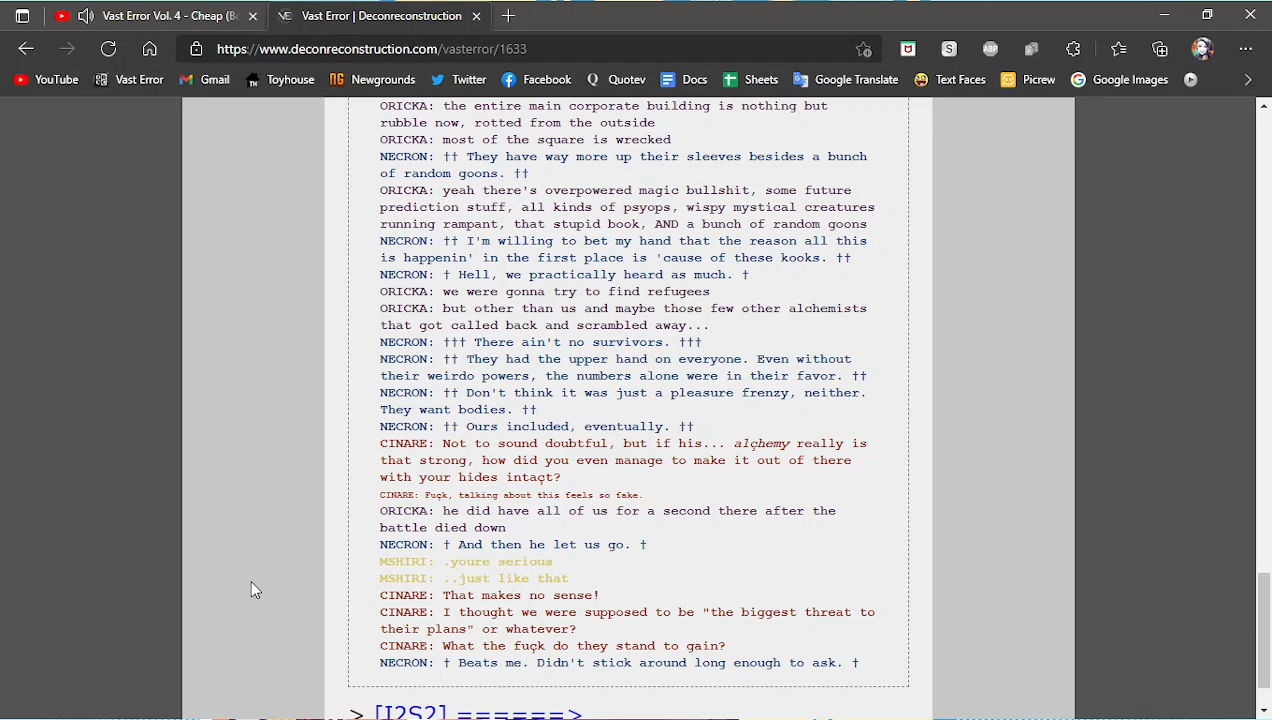 Vast Error Vol. 4 - Cheap (Bo
Vast Error | Deconreconstruction
https://www.deconreconstruction.com/vasterror/1633
YouTube Vast Error Gmail Toyhouse Newgrounds Twitter Facebook Quotev Docs Sheets Google Translate Text Faces Picrew Google Images
ORICKA: the entire main corporate building is nothing but
rubble now, rotted from the outside
ORICKA: most of the square is wrecked
NECRON: †† They have way more up their sleeves besides a bunch
of random goons. ††
ORICKA: yeah there's overpowered magic bullshit, some future
prediction stuff, all kinds of psyops, wispy mystical creatures
running rampant, that stupid book, AND a bunch of random goons
NECRON: †† I'm willing to bet my hand that the reason all this
is happenin' in the first place is 'cause of these kooks. ††
NECRON: † Hell, we practically heard as much. †
ORICKA: we were gonna try to find refugees
ORICKA: but other than us and maybe those few other alchemists
that got called back and scrambled away...
NECRON: ††† There ain't no survivors. †††
NECRON: †† They had the upper hand on everyone. Even without
their weirdo powers, the numbers alone were in their favor. ††
NECRON: †† Don't think it was just a pleasure frenzy, neither.
They want bodies. ††
NECRON: †† Ours included, eventually. ††
CINARE: Not to sound doubtful, but if his... alçhemy really is
that strong, how did you even manage to make it out of there
with your hides intaçt?
CINARE: Fuçk, talking about this feels so fake.
ORICKA: he did have all of us for a second there after the
battle died down
NECRON: † And then he let us go. †
MSHIRI: .youre serious
MSHIRI: ..just like that
CINARE: That makes no sense!
CINARE: I thought we were supposed to be "the biggest threat to
their plans" or whatever?
CINARE: What the fuçk do they stand to gain?
NECRON: † Beats me. Didn't stick around long enough to ask. †
> [I2S2] ======>